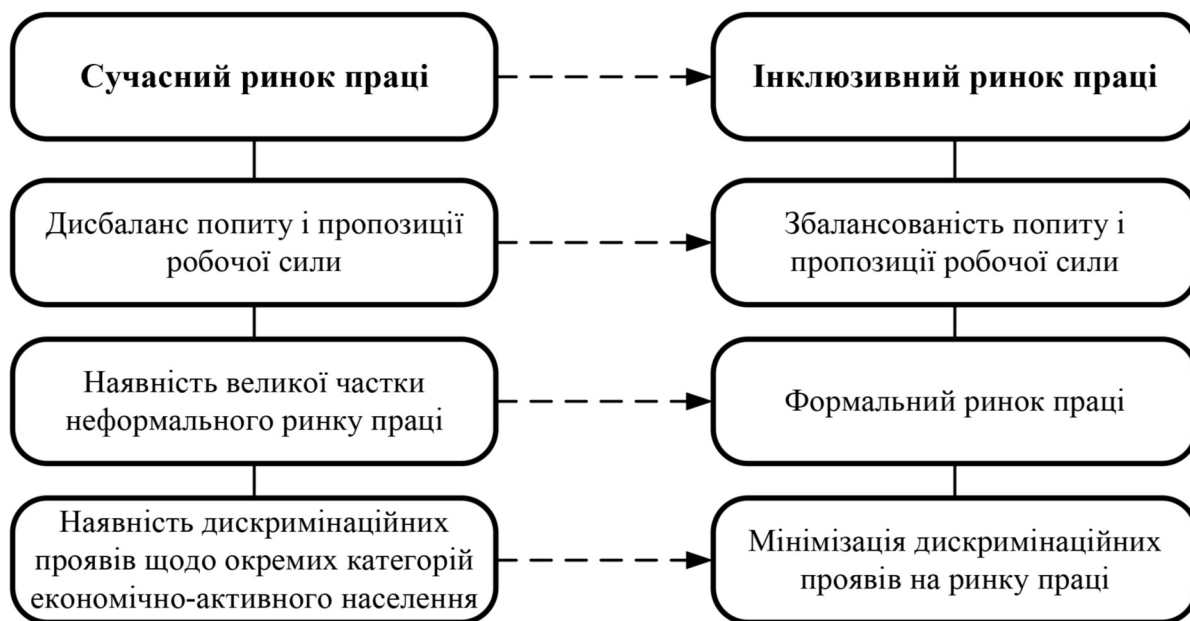 Сучасний ринок праці
Інклюзивний ринок праці
Дисбаланс попиту і пропозиції
робочої сили
Збалансованість попиту і
пропозиції робочої сили
Наявність великої частки
неформального ринку праці
Формальний ринок праці
Наявність дискримінаційних
проявів щодо окремих категорій
економічно-активного населення
Мінімізація дискримінаційних
проявів на ринку праці